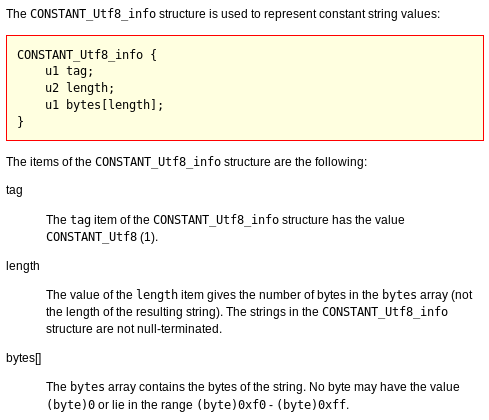 The CONSTANT_Utf8_info structure is used to represent constant string values:
CONSTANT_Utf8_info {
    u1 tag;
    u2 length;
    u1 bytes[length];
}
The items of the CONSTANT_Utf8_info structure are the following:
tag
The tag item of the CONSTANT_Utf8_info structure has the value
CONSTANT_Utf8 (1).
length
The value of the length item gives the number of bytes in the bytes array (not
the length of the resulting string). The strings in the CONSTANT_Utf8_info
structure are not null-terminated.
bytes[]
The bytes array contains the bytes of the string. No byte may have the value
(byte)0 or lie in the range (byte)0xf0 - (byte)0xff.